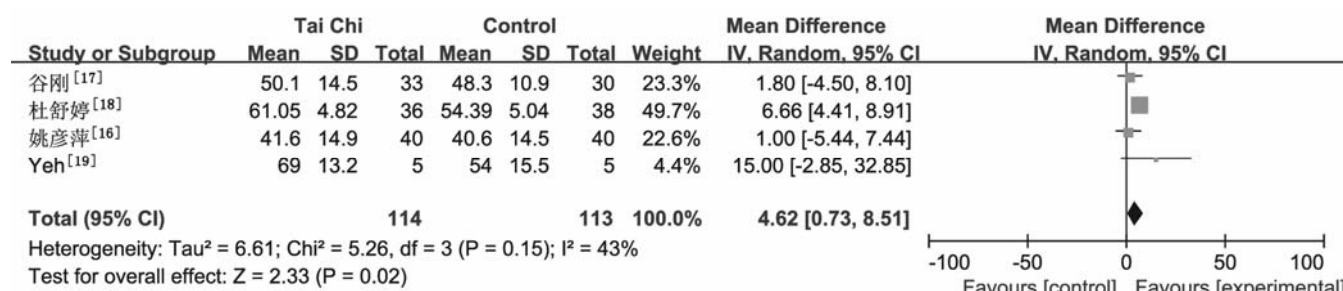 Tai Chi Control Mean Difference Mean Difference
Study or Subgroup Mean SD Total Mean SD Total Weight IV, Random, 95% CI IV, Random, 95% CI
谷刚[17] 50.1 14.5 33 48.3 10.9 30 23.3% 1.80 [-4.50, 8.10]
杜舒婷[18] 61.05 4.82 36 54.39 5.04 38 49.7% 6.66 [4.41, 8.91]
姚彦萍[16] 41.6 14.9 40 40.6 14.5 40 22.6% 1.00 [-5.44, 7.44]
Yeh[19] 69 13.2 5 54 15.5 5 4.4% 15.00 [-2.85, 32.85]
Total (95% CI) 114 113 100.0% 4.62 [0.73, 8.51]
Heterogeneity: Tau² = 6.61; Chi² = 5.26, df = 3 (P = 0.15); I² = 43%
Test for overall effect: Z = 2.33 (P = 0.02)
-100 -50 0 50 100
Favours [control] Favours [experimental]